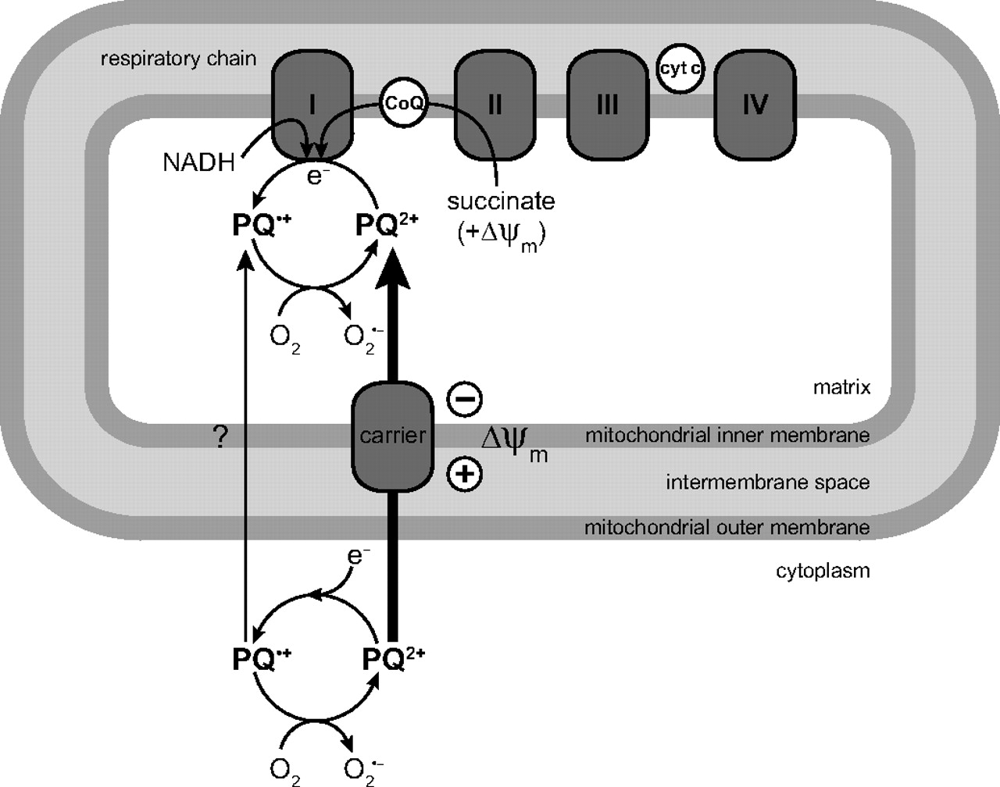 respiratory chain
I
CoQ
II
III
cyt c
IV
NADH
e⁻
PQ•+
PQ2+
succinate
(+Δψm)
O2
O2•−
matrix
−
?
carrier
Δψm
mitochondrial inner membrane
+
intermembrane space
mitochondrial outer membrane
e⁻
cytoplasm
PQ•+
PQ2+
O2
O2•−